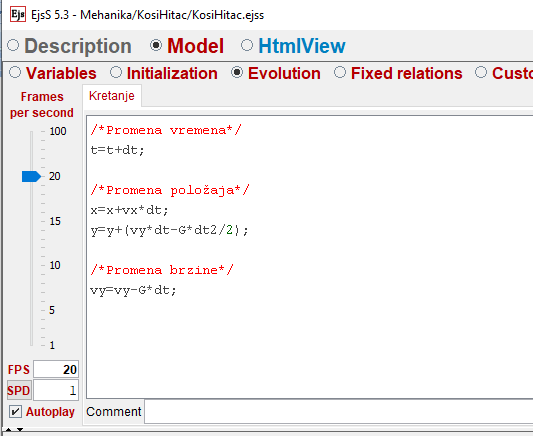 EjsS 5.3 - Mehanika/KosiHitac/KosiHitac.ejss
Description Model HtmlView
Variables Initialization Evolution Fixed relations Custo
Frames
per second
Kretanje
100
20
15
10
5
1
/*Promena vremena*/
t=t+dt;
/*Promena položaja*/
x=x+vx*dt;
y=y+(vy*dt-G*dt2/2);
/*Promena brzine*/
vy=vy-G*dt;
FPS 20
SPD 1
Autoplay
Comment